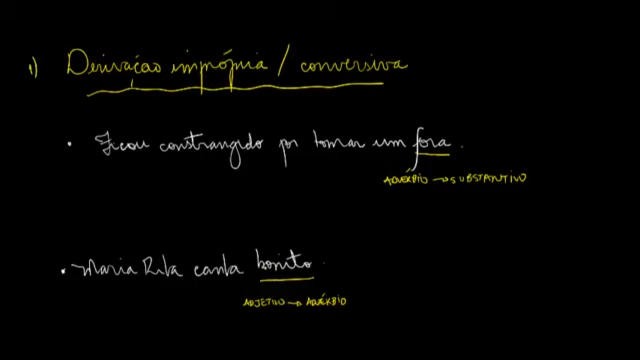 1) Derivação imprópria / conversiva
• Ficou constrangido por tomar um fora.
ADVÉRBIO → SUBSTANTIVO
• Maria Rita canta bonito.
ADJETIVO → ADVÉRBIO